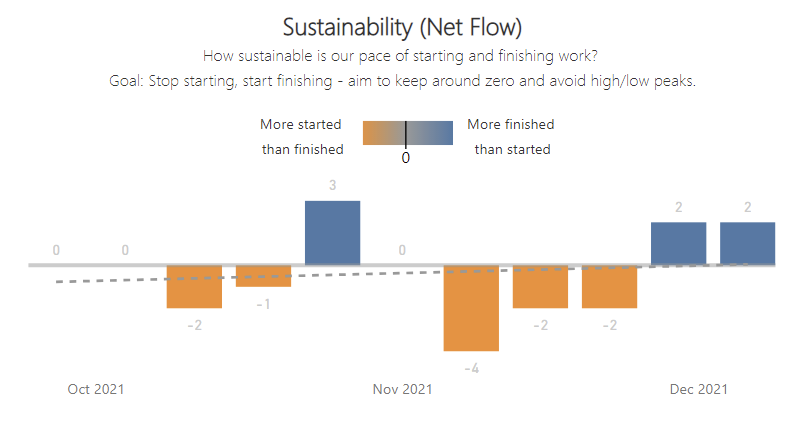 Sustainability (Net Flow)
How sustainable is our pace of starting and finishing work?
Goal: Stop starting, start finishing - aim to keep around zero and avoid high/low peaks.
More started
than finished
0
More finished
than started
0
0
-2
-1
3
0
-4
-2
-2
2
2
Oct 2021
Nov 2021
Dec 2021